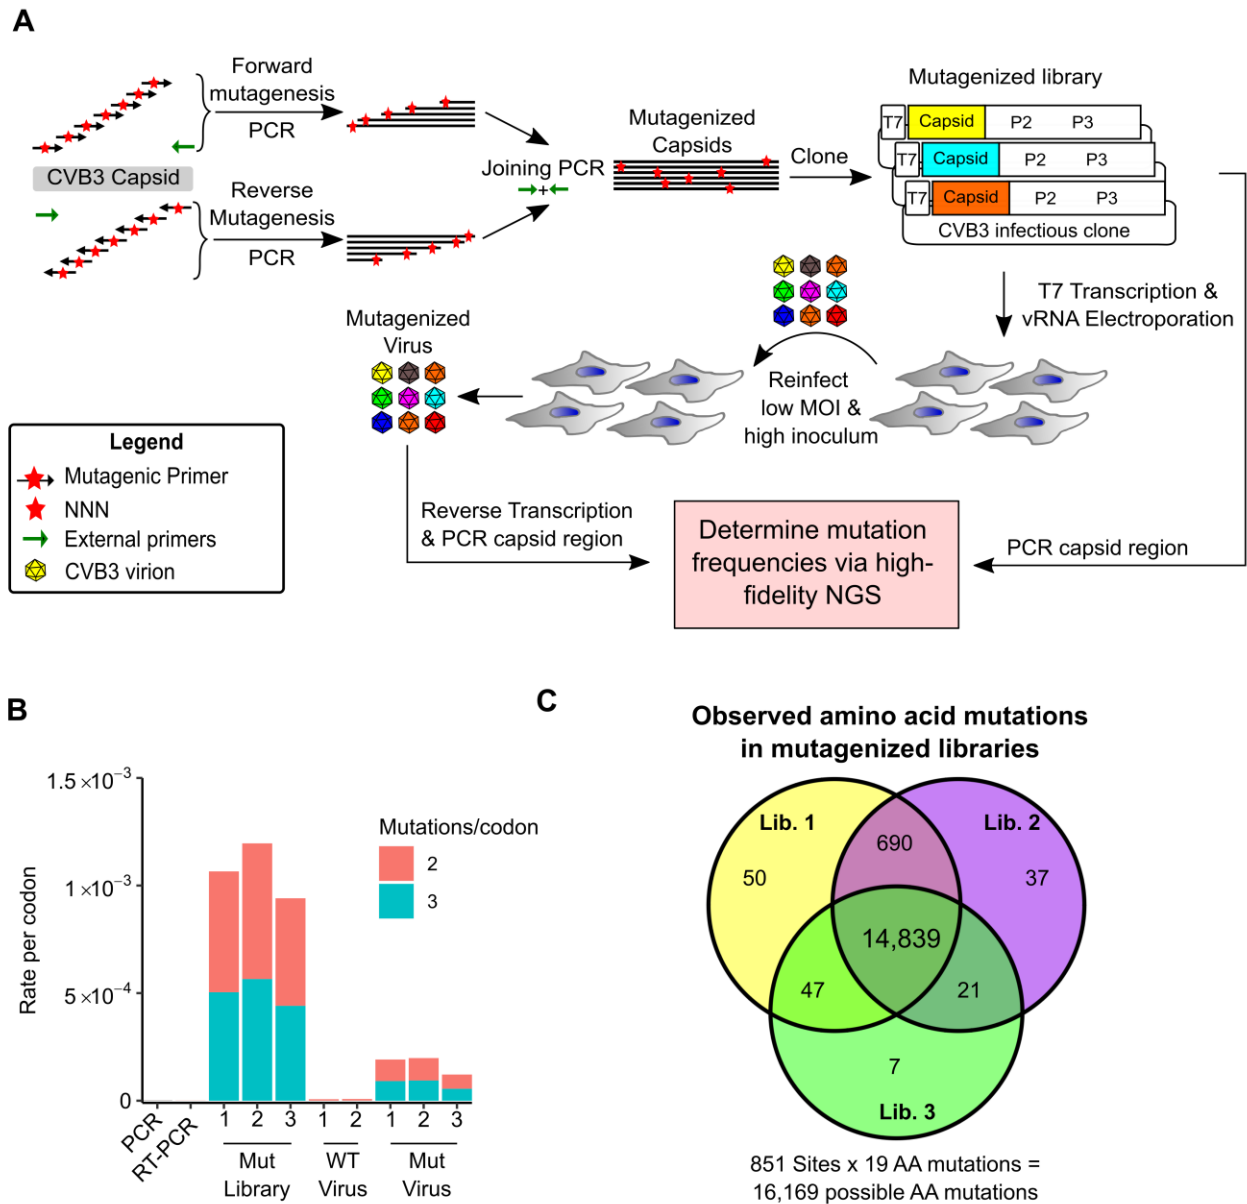 A
Forward
mutagenesis
PCR
CVB3 Capsid
Reverse
Mutagenesis
PCR
Joining PCR
+
Mutagenized
Capsids
Clone
Mutagenized library
T7 Capsid P2 P3
T7 Capsid P2 P3
T7 Capsid P2 P3
CVB3 infectious clone
T7 Transcription &
vRNA Electroporation
Reinfect
low MOI &
high inoculum
Mutagenized
Virus
Legend
Mutagenic Primer
NNN
External primers
CVB3 virion
Reverse Transcription
& PCR capsid region
Determine mutation
frequencies via high-
fidelity NGS
PCR capsid region
B
Rate per codon
1.5 ×10⁻³
1 ×10⁻³
5 ×10⁻⁴
0
Mutations/codon
2
3
PCR
RT-PCR
1 2 3 1 2 1 2 3
Mut
Library
WT
Virus
Mut
Virus
C
Observed amino acid mutations
in mutagenized libraries
Lib. 1
690
Lib. 2
50
37
14,839
47
21
7
Lib. 3
851 Sites x 19 AA mutations =
16,169 possible AA mutations